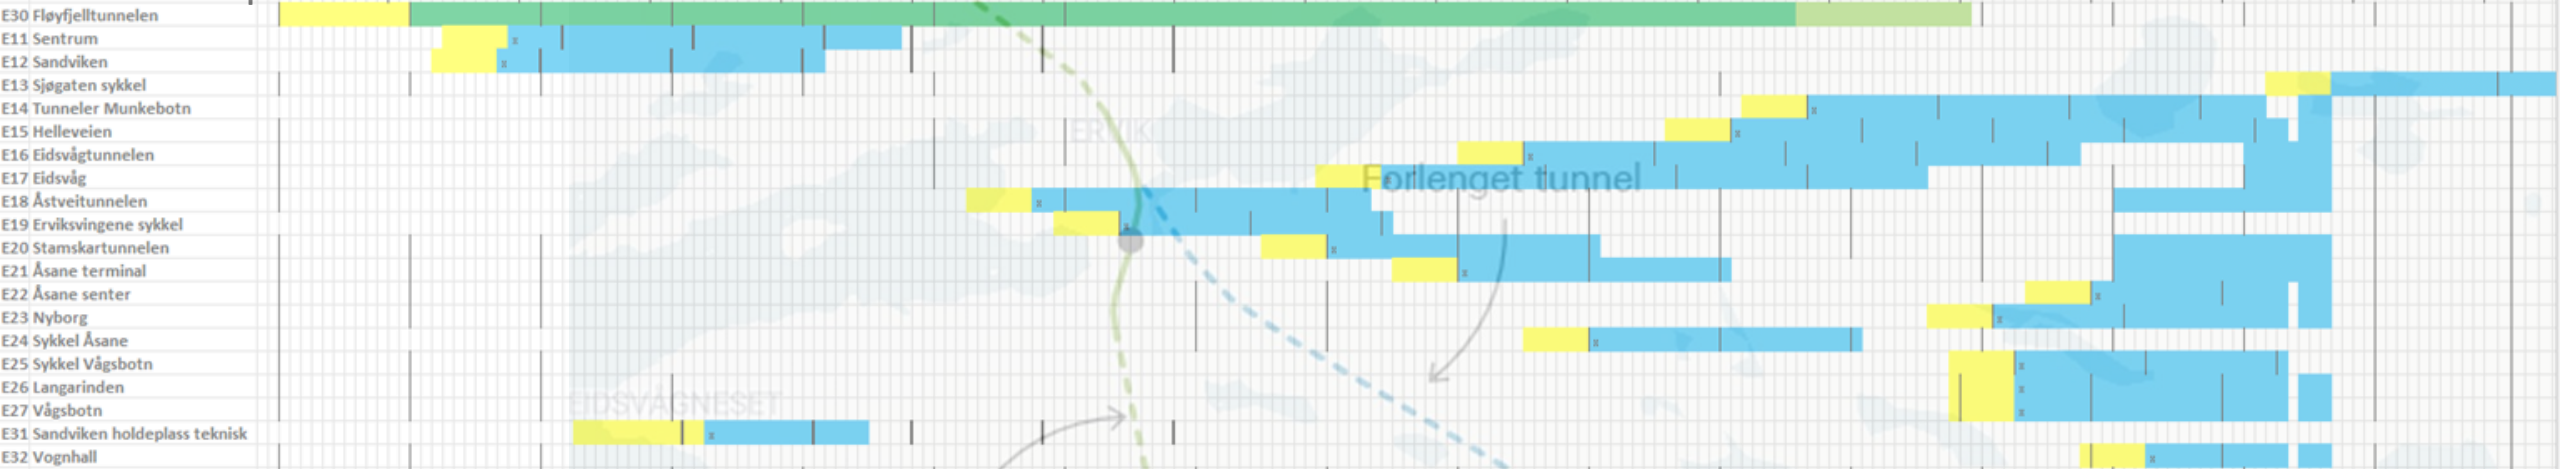 E30 Fløyfjelltunnelen
E11 Sentrum
E12 Sandviken
E13 Sjøgaten sykkel
E14 Tunneler Munkebotn
E15 Helleveien
ERVIK
E16 Eidsvågtunnelen
E17 Eidsvåg
Forlenget tunnel
E18 Åstveitunnelen
E19 Erviksvingene sykkel
E20 Stamskartunnelen
E21 Åsane terminal
E22 Åsane senter
E23 Nyborg
E24 Sykkel Åsane
E25 Sykkel Vågsbotn
E26 Langarinden
EIDSVÅGNESET
E27 Vågsbotn
E31 Sandviken holdeplass teknisk
E32 Vognhall